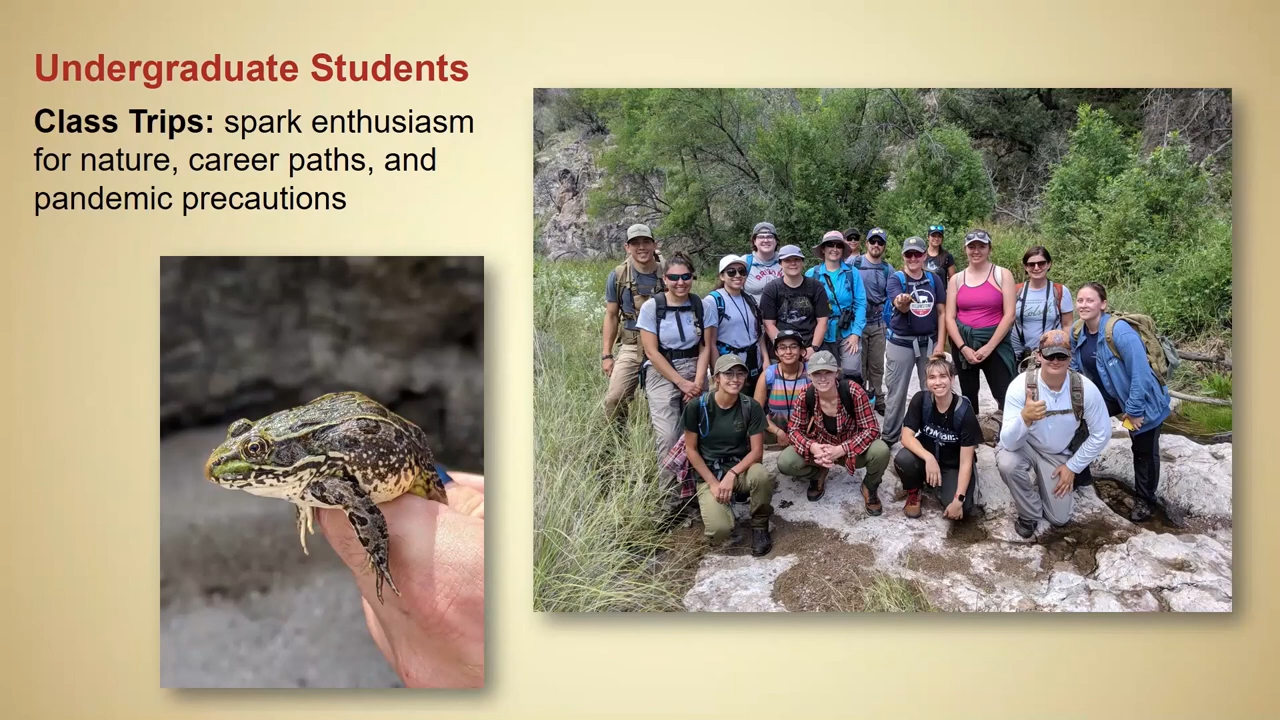 Undergraduate Students
Class Trips: spark enthusiasm
for nature, career paths, and
pandemic precautions